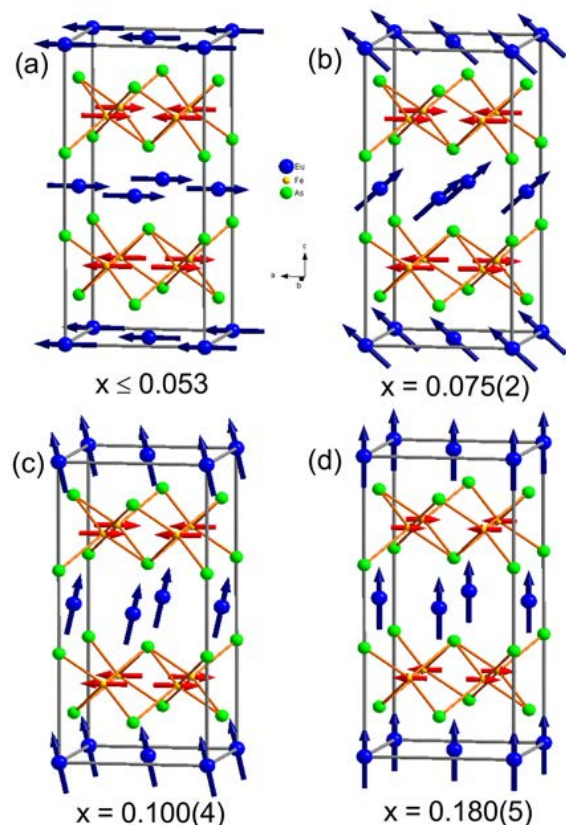 (a)
(b)
Eu
Fe
As
c
a
b
x ≤ 0.053
x = 0.075(2)
(c)
(d)
x = 0.100(4)
x = 0.180(5)